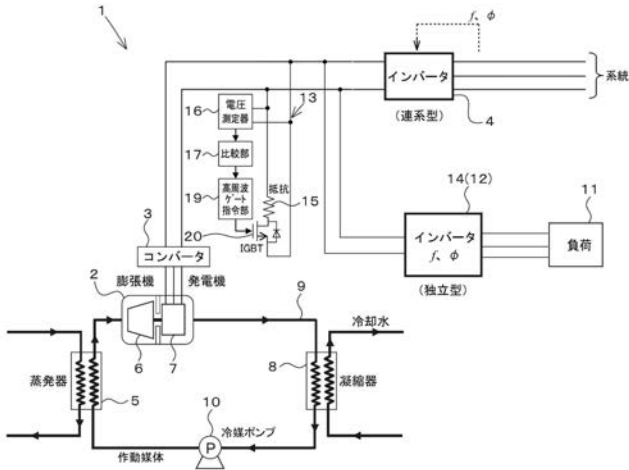 1
f、φ
インバータ
系統
(連系型)
4
13
16
電圧
測定器
17
比較部
抵抗
15
19
高周波
ゲート
指令部
20
IGBT
14(12)
インバータ
f、φ
(独立型)
11
負荷
3
コンバータ
膨張機
発電機
2
6
7
9
冷却水
蒸発器
5
8
凝縮器
10
冷媒ポンプ
P
作動媒体